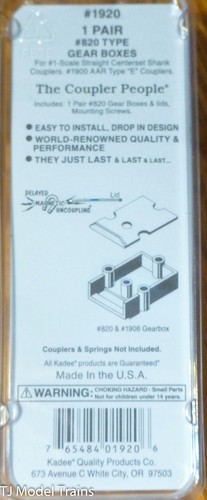 #1920
1 PAIR
#820 TYPE
GEAR BOXES
For #1-Scale Straight Centerset Shank
Couplers, #1900 AAR Type "E" Couplers.
The Coupler People®
Includes: 1 Pair #820 Gear Boxes & lids,
Mounting Screws.
• EASY TO INSTALL, DROP IN DESIGN
• WORLD-RENOWNED QUALITY &
PERFORMANCE
• THEY JUST LAST & LAST & LAST...
DELAYED
MAGNETIC
UNCOUPLING
Lid
#820 & #1906 Gearbox
Couplers & Springs Not Included.
All Kadee® products are Guaranteed®
Made In the U.S.A.
WARNING: CHOKING HAZARD - Small Parts
Not for children under 14 years.
7 65484 01920 6
Kadee® Quality Products Co.
673 Avenue C White City, OR 97503
TJ Model Trains